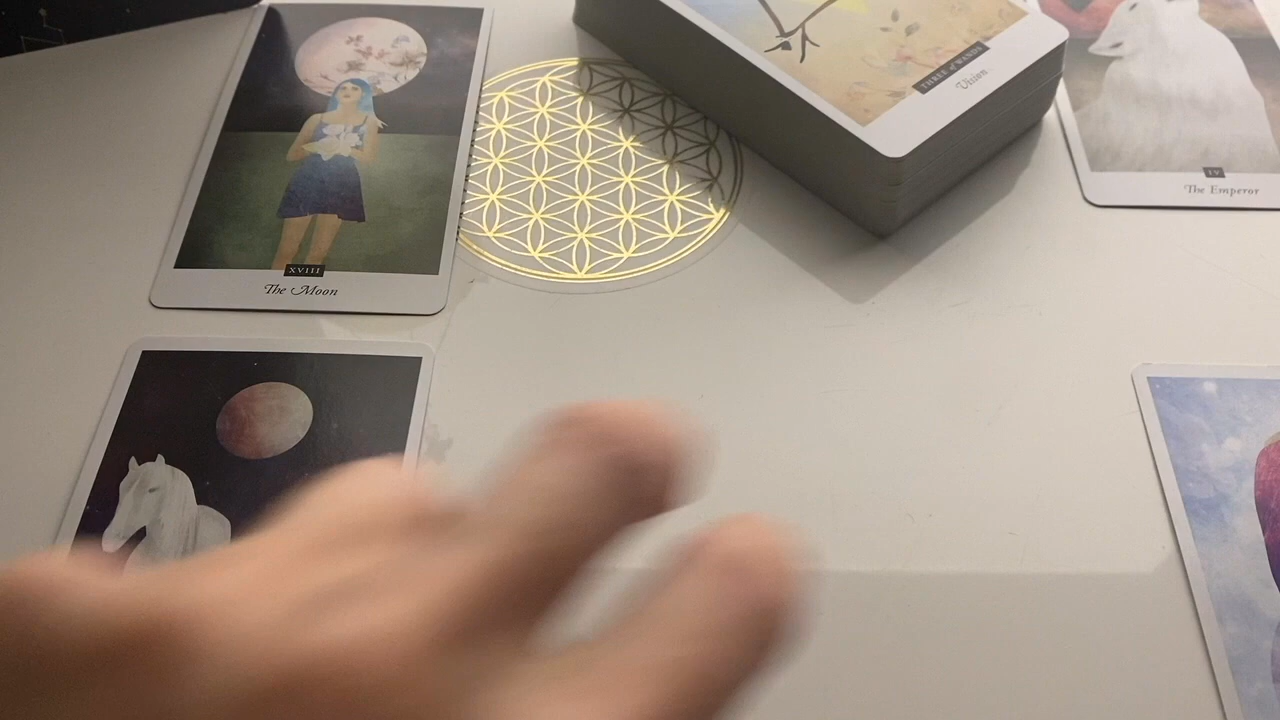 XVIII
The Moon
THREE of WANDS
Vision
IV
The Emperor